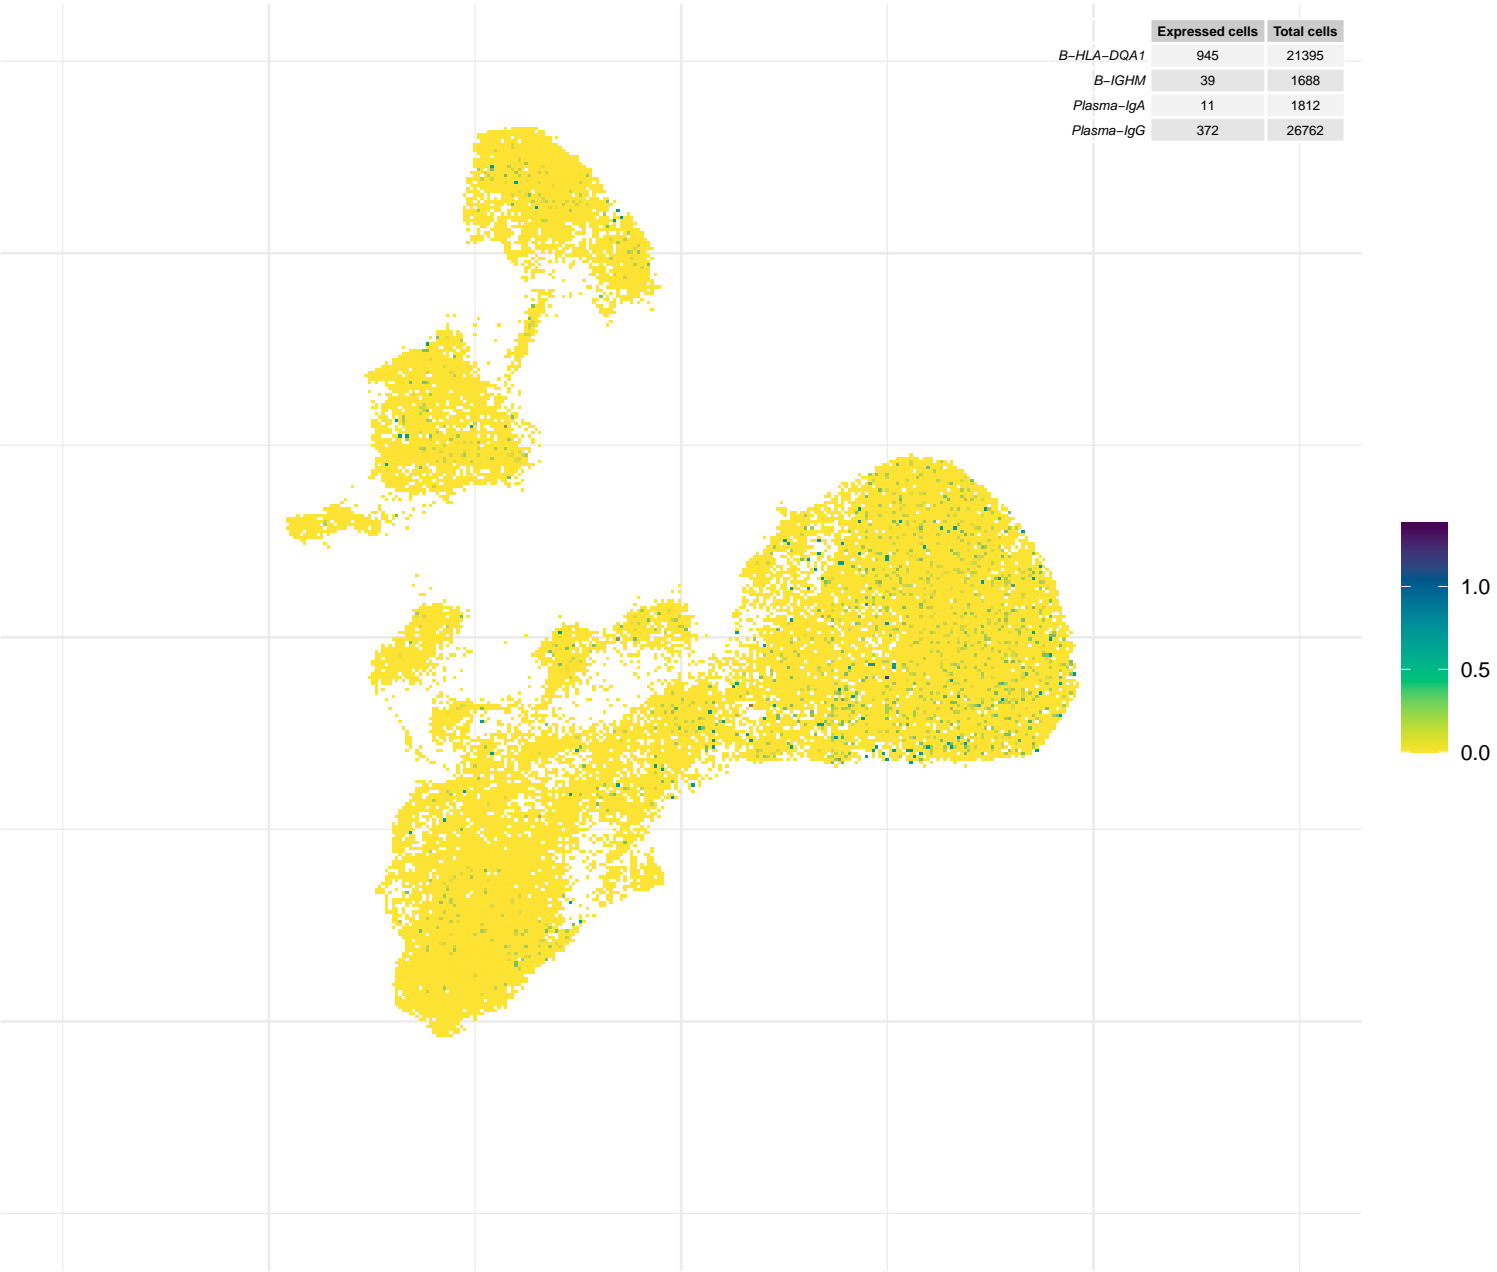 Expressed cells Total cells
B−HLA−DQA1 945 21395
B−IGHM 39 1688
Plasma−IgA 11 1812
Plasma−IgG 372 26762
1.0
0.5
0.0